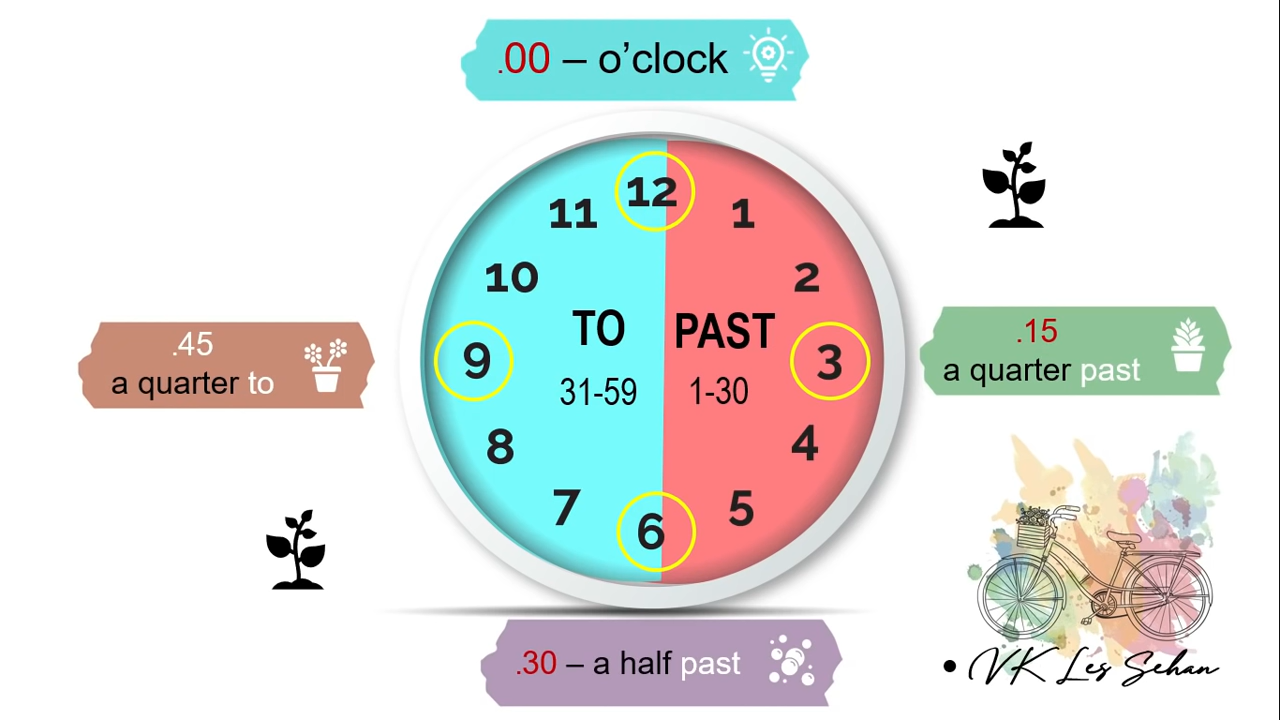 .00 – o’clock
12
11
1
10
2
TO
PAST
9
3
31-59
1-30
8
4
7
5
6
.45
a quarter to
.15
a quarter past
.30 – a half past
• VK Les Sehan